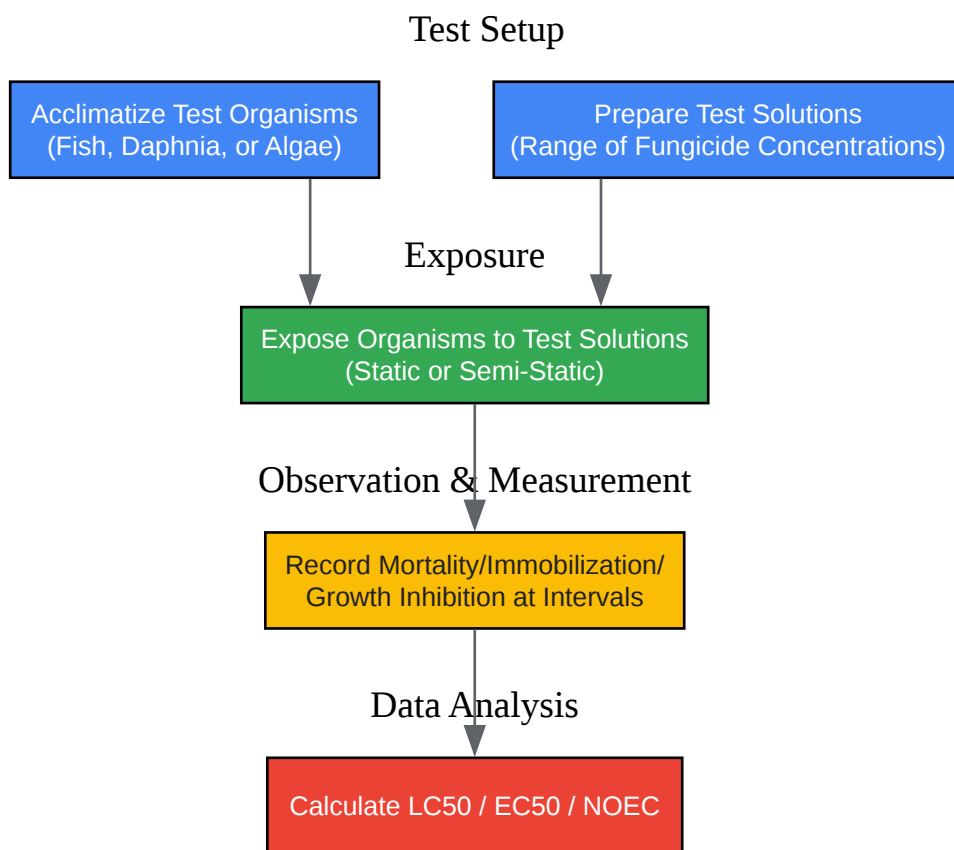 Test Setup
Acclimatize Test Organisms
(Fish, Daphnia, or Algae)
Prepare Test Solutions
(Range of Fungicide Concentrations)
Exposure
Expose Organisms to Test Solutions
(Static or Semi-Static)
Observation & Measurement
Record Mortality/Immobilization/
Growth Inhibition at Intervals
Data Analysis
Calculate LC50 / EC50 / NOEC